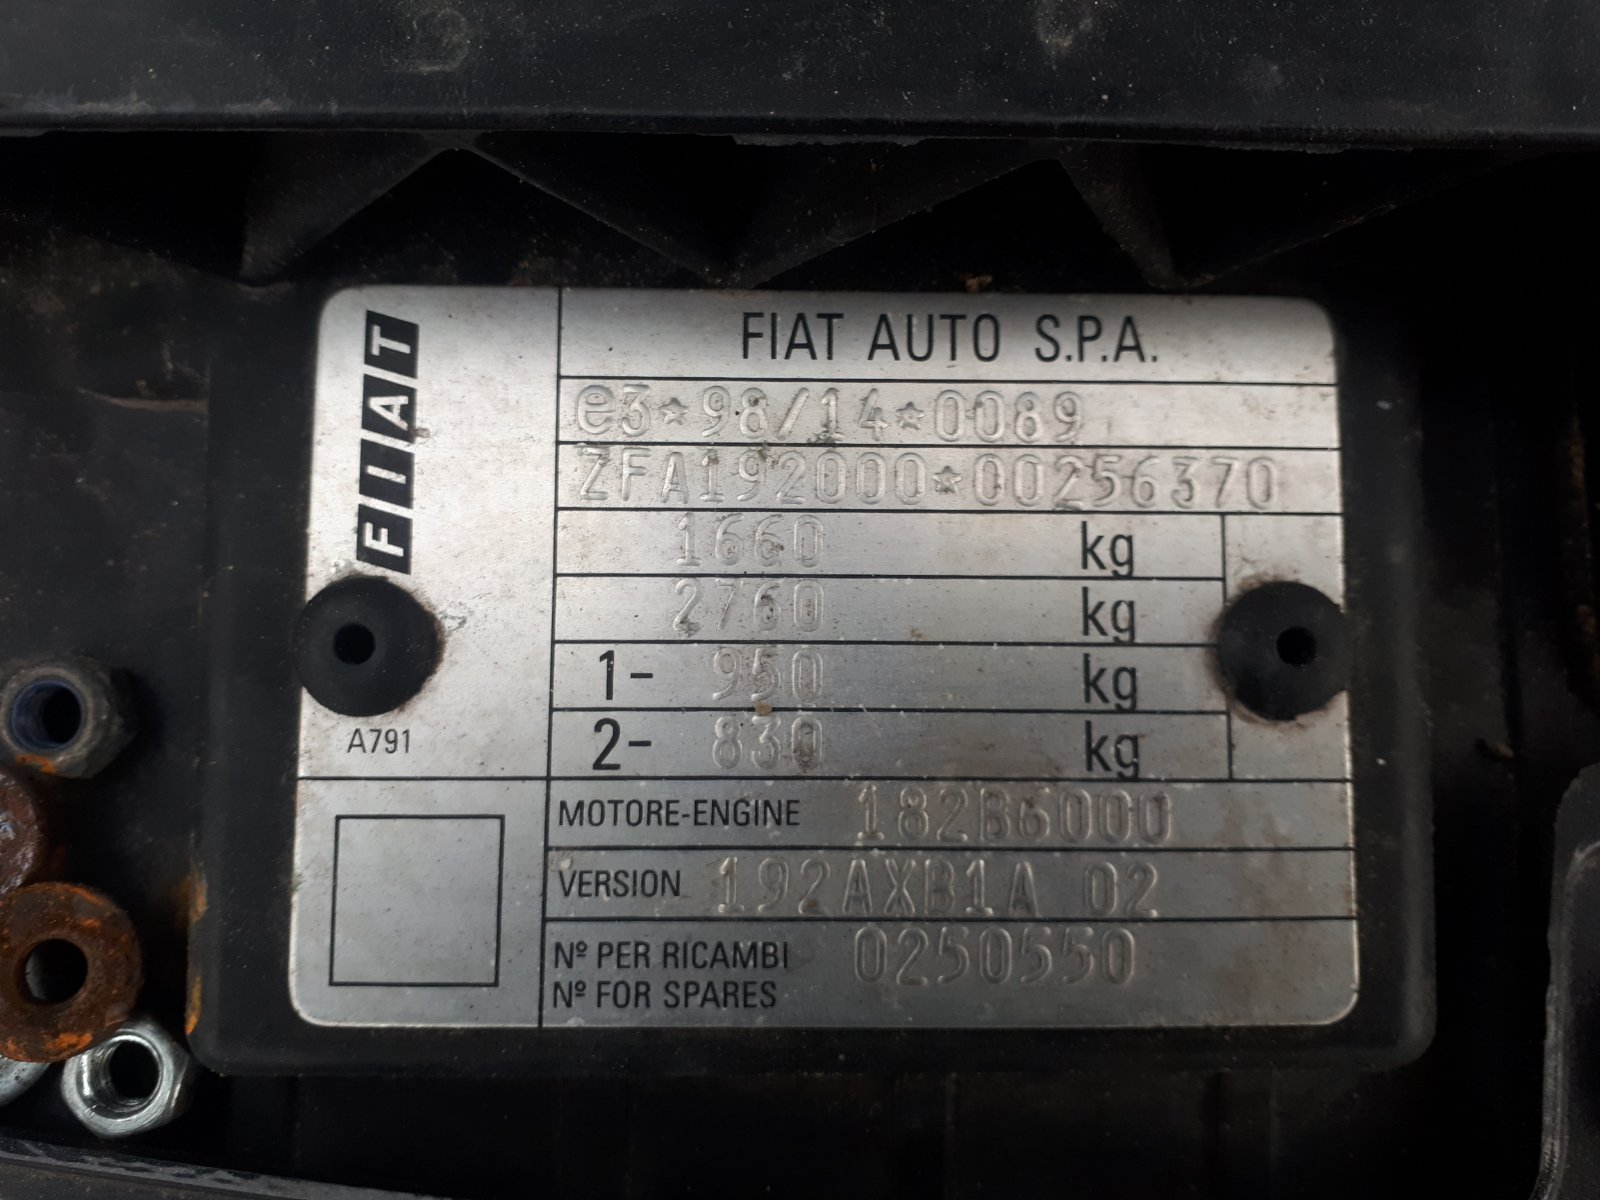 FIAT
FIAT AUTO S.P.A.
e3*98/14*0089
ZFA192000*00256370
1660 kg
2760 kg
1- 950 kg
2- 830 kg
A791
MOTORE-ENGINE 182B6000
VERSION 192AXB1A 02
Nº PER RICAMBI 0250550
Nº FOR SPARES